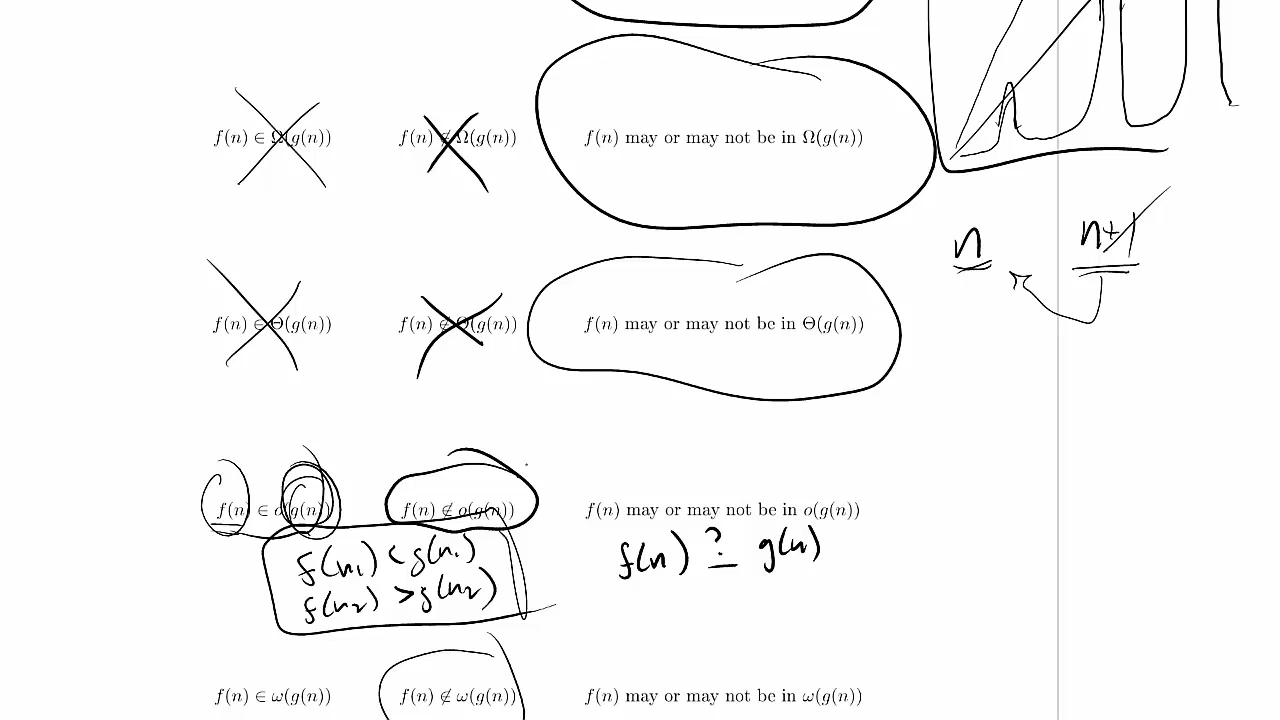 f(n) ∈ Ω(g(n)) f(n) ∉ Ω(g(n)) f(n) may or may not be in Ω(g(n))
n n+1
f(n) ∈ Θ(g(n)) f(n) ∉ Θ(g(n)) f(n) may or may not be in Θ(g(n))
f(n) ∈ o(g(n)) f(n) ∉ o(g(n)) f(n) may or may not be in o(g(n))
f(n₁) < g(n₁)
f(n₂) > g(n₂)
f(n) ≟ g(n)
f(n) ∈ ω(g(n)) f(n) ∉ ω(g(n)) f(n) may or may not be in ω(g(n))